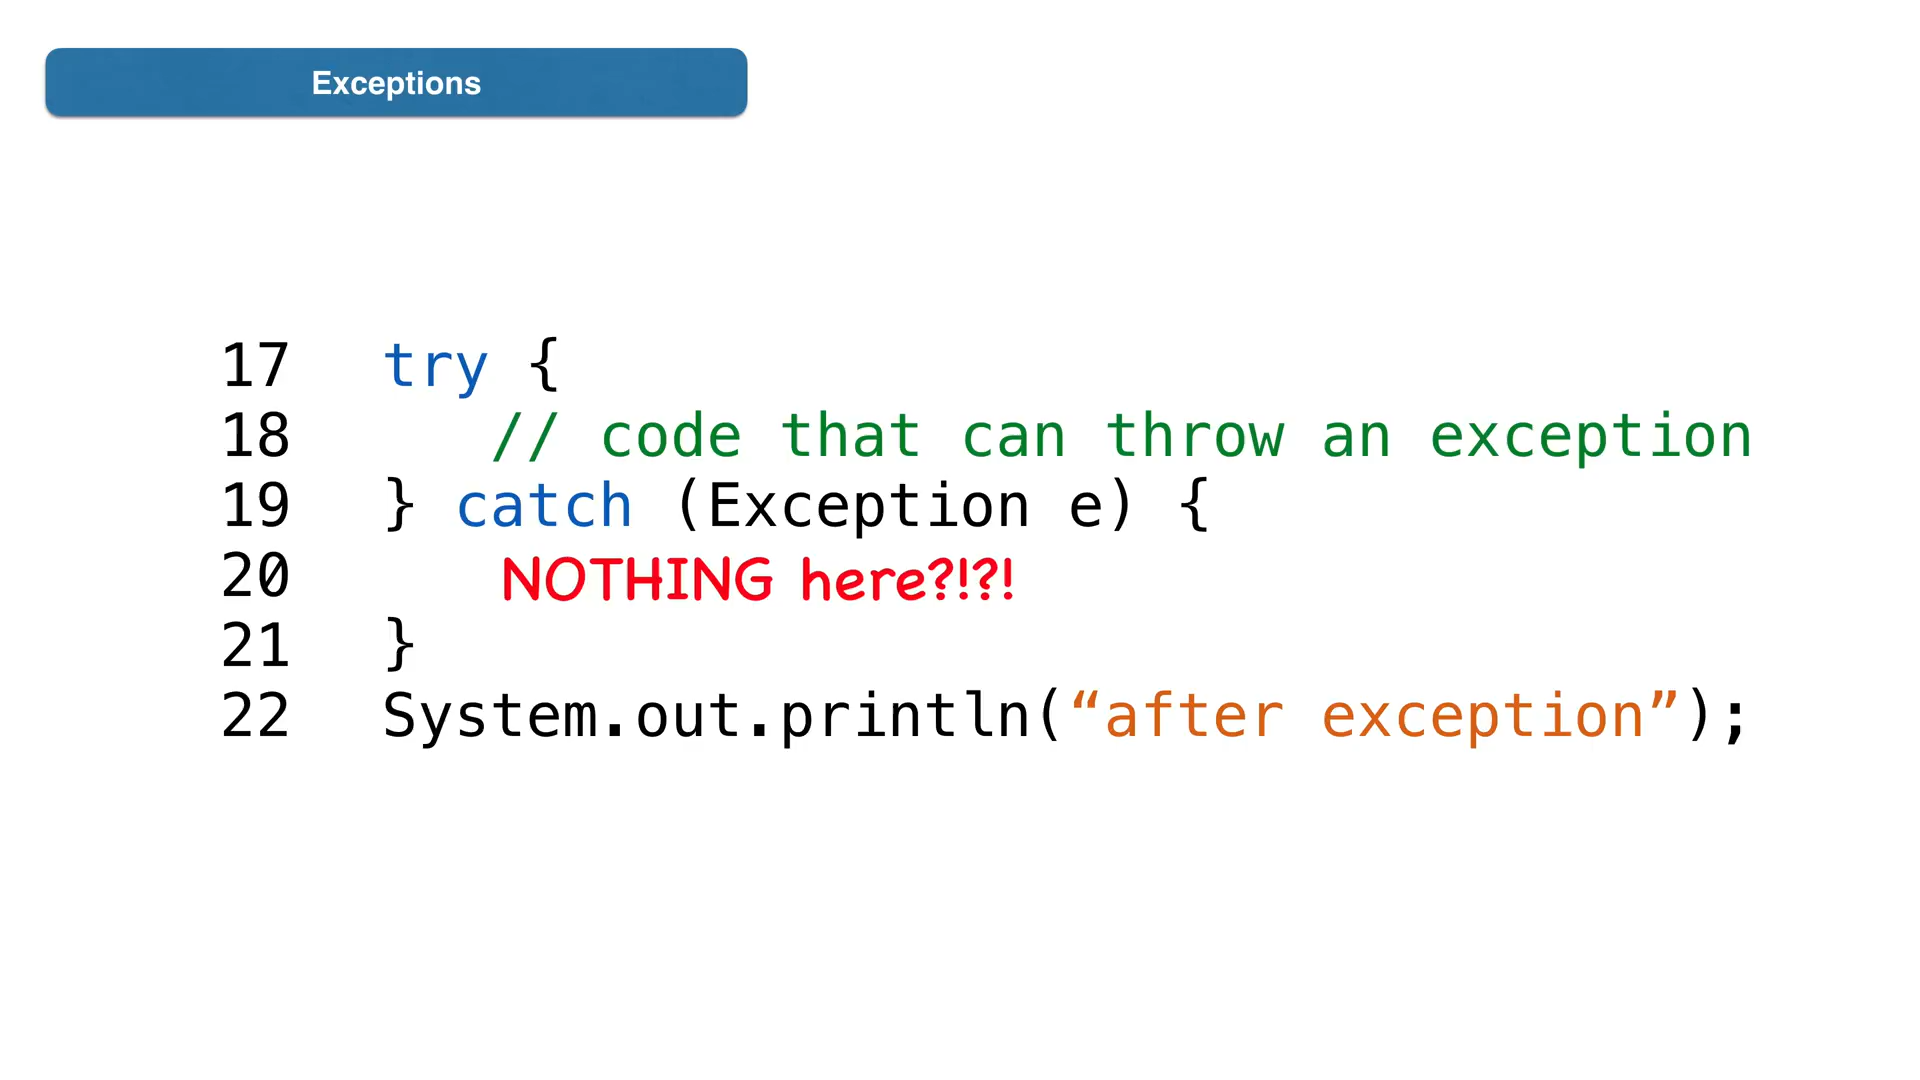 Exceptions
17 try {
18 // code that can throw an exception
19 } catch (Exception e) {
20 NOTHING here?!?!
21 }
22 System.out.println(“after exception”);